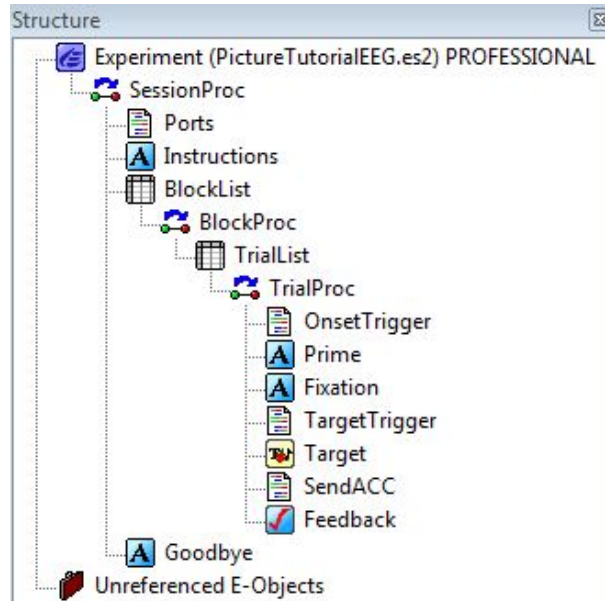 Structure
Experiment (PictureTutorialEEG.es2) PROFESSIONAL
SessionProc
Ports
A Instructions
BlockList
BlockProc
TrialList
TrialProc
OnsetTrigger
A Prime
A Fixation
TargetTrigger
Target
SendACC
Feedback
A Goodbye
Unreferenced E-Objects